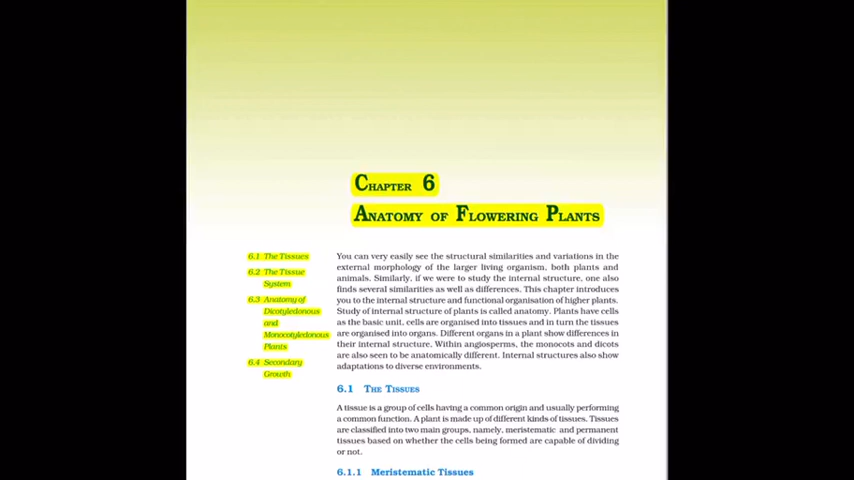 CHAPTER 6
ANATOMY OF FLOWERING PLANTS
6.1 The Tissues
6.2 The Tissue
System
6.3 Anatomy of
Dicotyledonous
and
Monocotyledonous
Plants
6.4 Secondary
Growth
You can very easily see the structural similarities and variations in the
external morphology of the larger living organism, both plants and
animals. Similarly, if we were to study the internal structure, one also
finds several similarities as well as differences. This chapter introduces
you to the internal structure and functional organisation of higher plants.
Study of internal structure of plants is called anatomy. Plants have cells
as the basic unit, cells are organised into tissues and in turn the tissues
are organised into organs. Different organs in a plant show differences in
their internal structure. Within angiosperms, the monocots and dicots
are also seen to be anatomically different. Internal structures also show
adaptations to diverse environments.
6.1 THE TISSUES
A tissue is a group of cells having a common origin and usually performing
a common function. A plant is made up of different kinds of tissues. Tissues
are classified into two main groups, namely, meristematic and permanent
tissues based on whether the cells being formed are capable of dividing
or not.
6.1.1 Meristematic Tissues